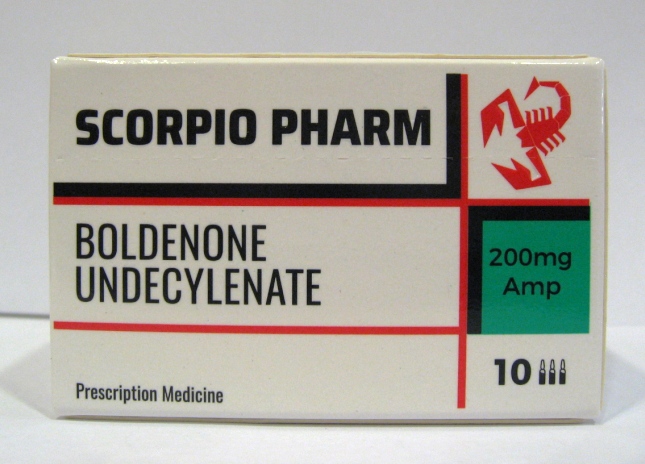 SCORPIO PHARM
BOLDENONE
UNDECYLENATE
200mg
Amp
10
Prescription Medicine